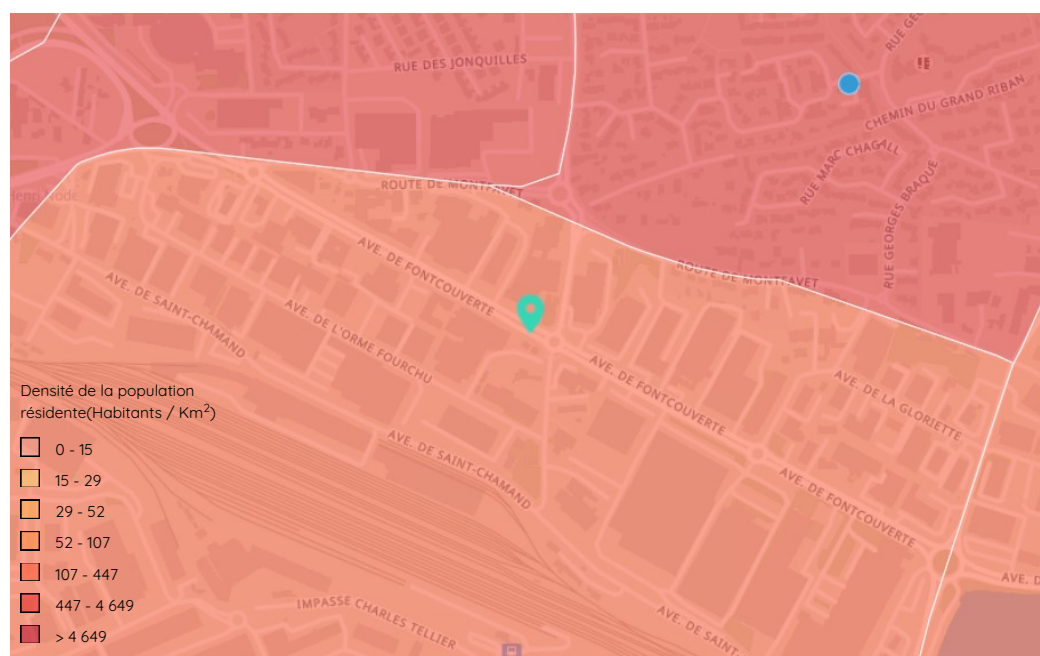 RUE GEO
RUE DES JONQUILLES
CHEMIN DU GRAND RIBAN
RUE MARC CHAGALL
RUE GEORGES BRAQUE
ROUTE DE MONTFAVET
ROUTE DE MONTFAVET
AVE. DE FONTCOUVERTE
AVE. DE SAINT-CHAMAND
AVE. DE L'ORME FOURCHU
AVE. DE FONTCOUVERTE
AVE. DE LA GLORIETTE
AVE. DE SAINT-CHAMAND
AVE. DE FONTCOUVERTE
AVE. D
IMPASSE CHARLES TELLIER
AVE. DE SAINT-
Densité de la population
résidente(Habitants / Km²)
0 - 15
15 - 29
29 - 52
52 - 107
107 - 447
447 - 4 649
> 4 649